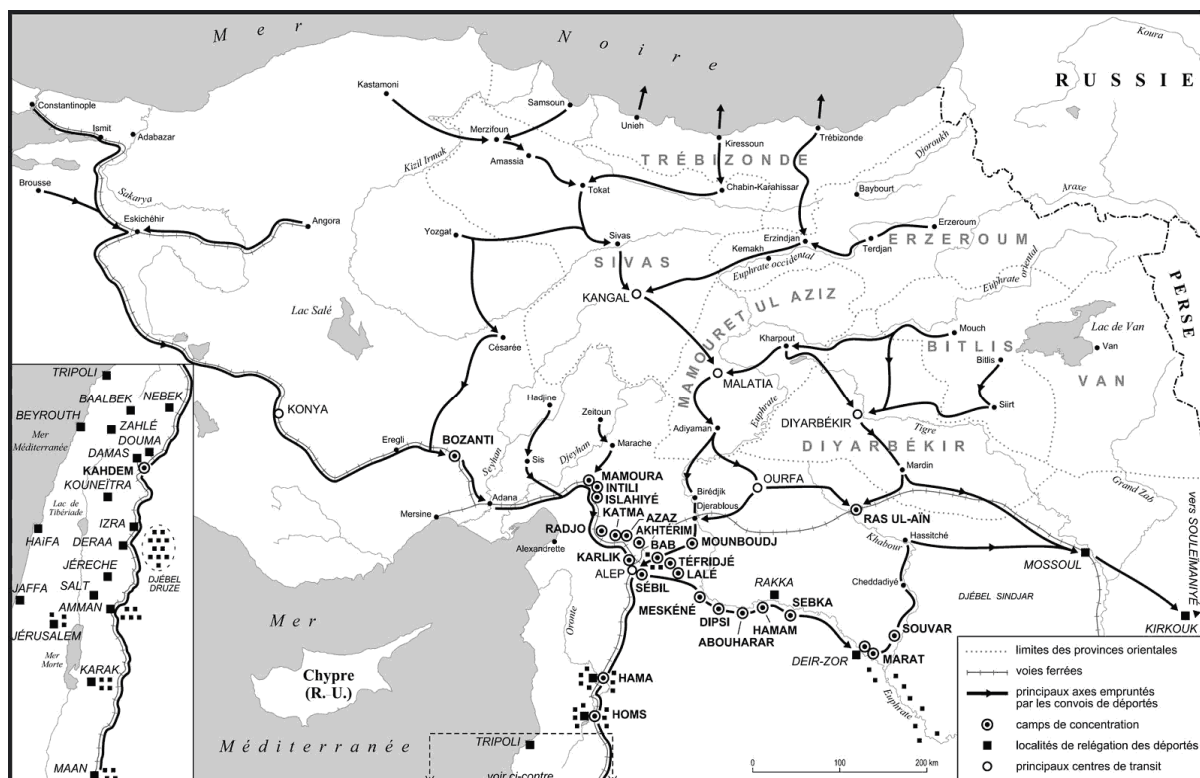 Mer Noire
Koura
RUSSIE
Constantinople
Ismit
Adabazar
Kastamoni
Samsoun
Merzifoun
Unieh
Kiressoun
Trébizonde
Kizil Irmak
Amassia
TRÉBIZONDE
Djoroukh
Brousse
Sakarya
Tokat
Chabin-Karahissar
Baybourt
Araxe
Eskichéhir
Angora
Yozgat
Sivas
Erzindjan
Erzeroum
Terdjan
ERZEROUM
SIVAS
Kemakh
Euphrate occidental
Euphrate oriental
PERSE
KANGAL
MAMOURET UL AZIZ
Lac Salé
Césarée
Kharpout
Mouch
Lac de Van
BITLIS
Bitlis
Van
VAN
MALATIA
TRIPOLI
BAALBEK
NEBEK
BEYROUTH
ZAHLÉ
Mer
Méditerranée
DOUMA
DAMAS
KAHDEM
KOUNEÏTRA
Lac de
Tibériade
IZRA
HAÏFA
DERAA
JÉRECHE
DJÉBEL
DRUZE
JAFFA
SALT
AMMAN
JÉRUSALEM
Mer
Morte
KARAK
MAAN
KONYA
Hadjine
Zeitoun
Euphrate
Siirt
DIYARBÉKIR
Tigre
Adiyaman
DIYARBÉKIR
Eregli
BOZANTI
Seyhan
Djeyhan
Marache
Sis
Mardin
MAMOURA
INTILI
ISLAHIYÉ
KATMA
Birédjik
OURFA
Grand Zab
Adana
Mersine
Djerablous
RAS UL-AÏN
vers SOULEIMANIYÉ
RADJO
AZAZ
AKHTÉRIM
Alexandrette
BAB
MOUNBOUDJ
Khabour
Hassitché
KARLIK
ALEP
TÉFRIDJÉ
LALÉ
MOSSOUL
SÉBIL
RAKKA
Cheddadiyé
DJÉBEL SINDJAR
MESKÉNÉ
DIPSI
SEBKA
HAMAM
ABOUHARAR
KIRKOUK
Oronte
SOUVAR
DEIR-ZOR
MARAT
Mer
Chypre
(R. U.)
HAMA
Euphrate
HOMS
Méditerranée
TRIPOLI
voir ci-contre
0 100 200 km
limites des provinces orientales
voies ferrées
principaux axes empruntés
par les convois de déportés
camps de concentration
localités de relégation des déportés
principaux centres de transit